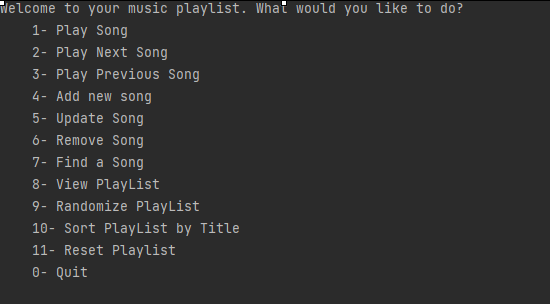 Welcome to your music playlist. What would you like to do?
1- Play Song
2- Play Next Song
3- Play Previous Song
4- Add new song
5- Update Song
6- Remove Song
7- Find a Song
8- View PlayList
9- Randomize PlayList
10- Sort PlayList by Title
11- Reset Playlist
0- Quit